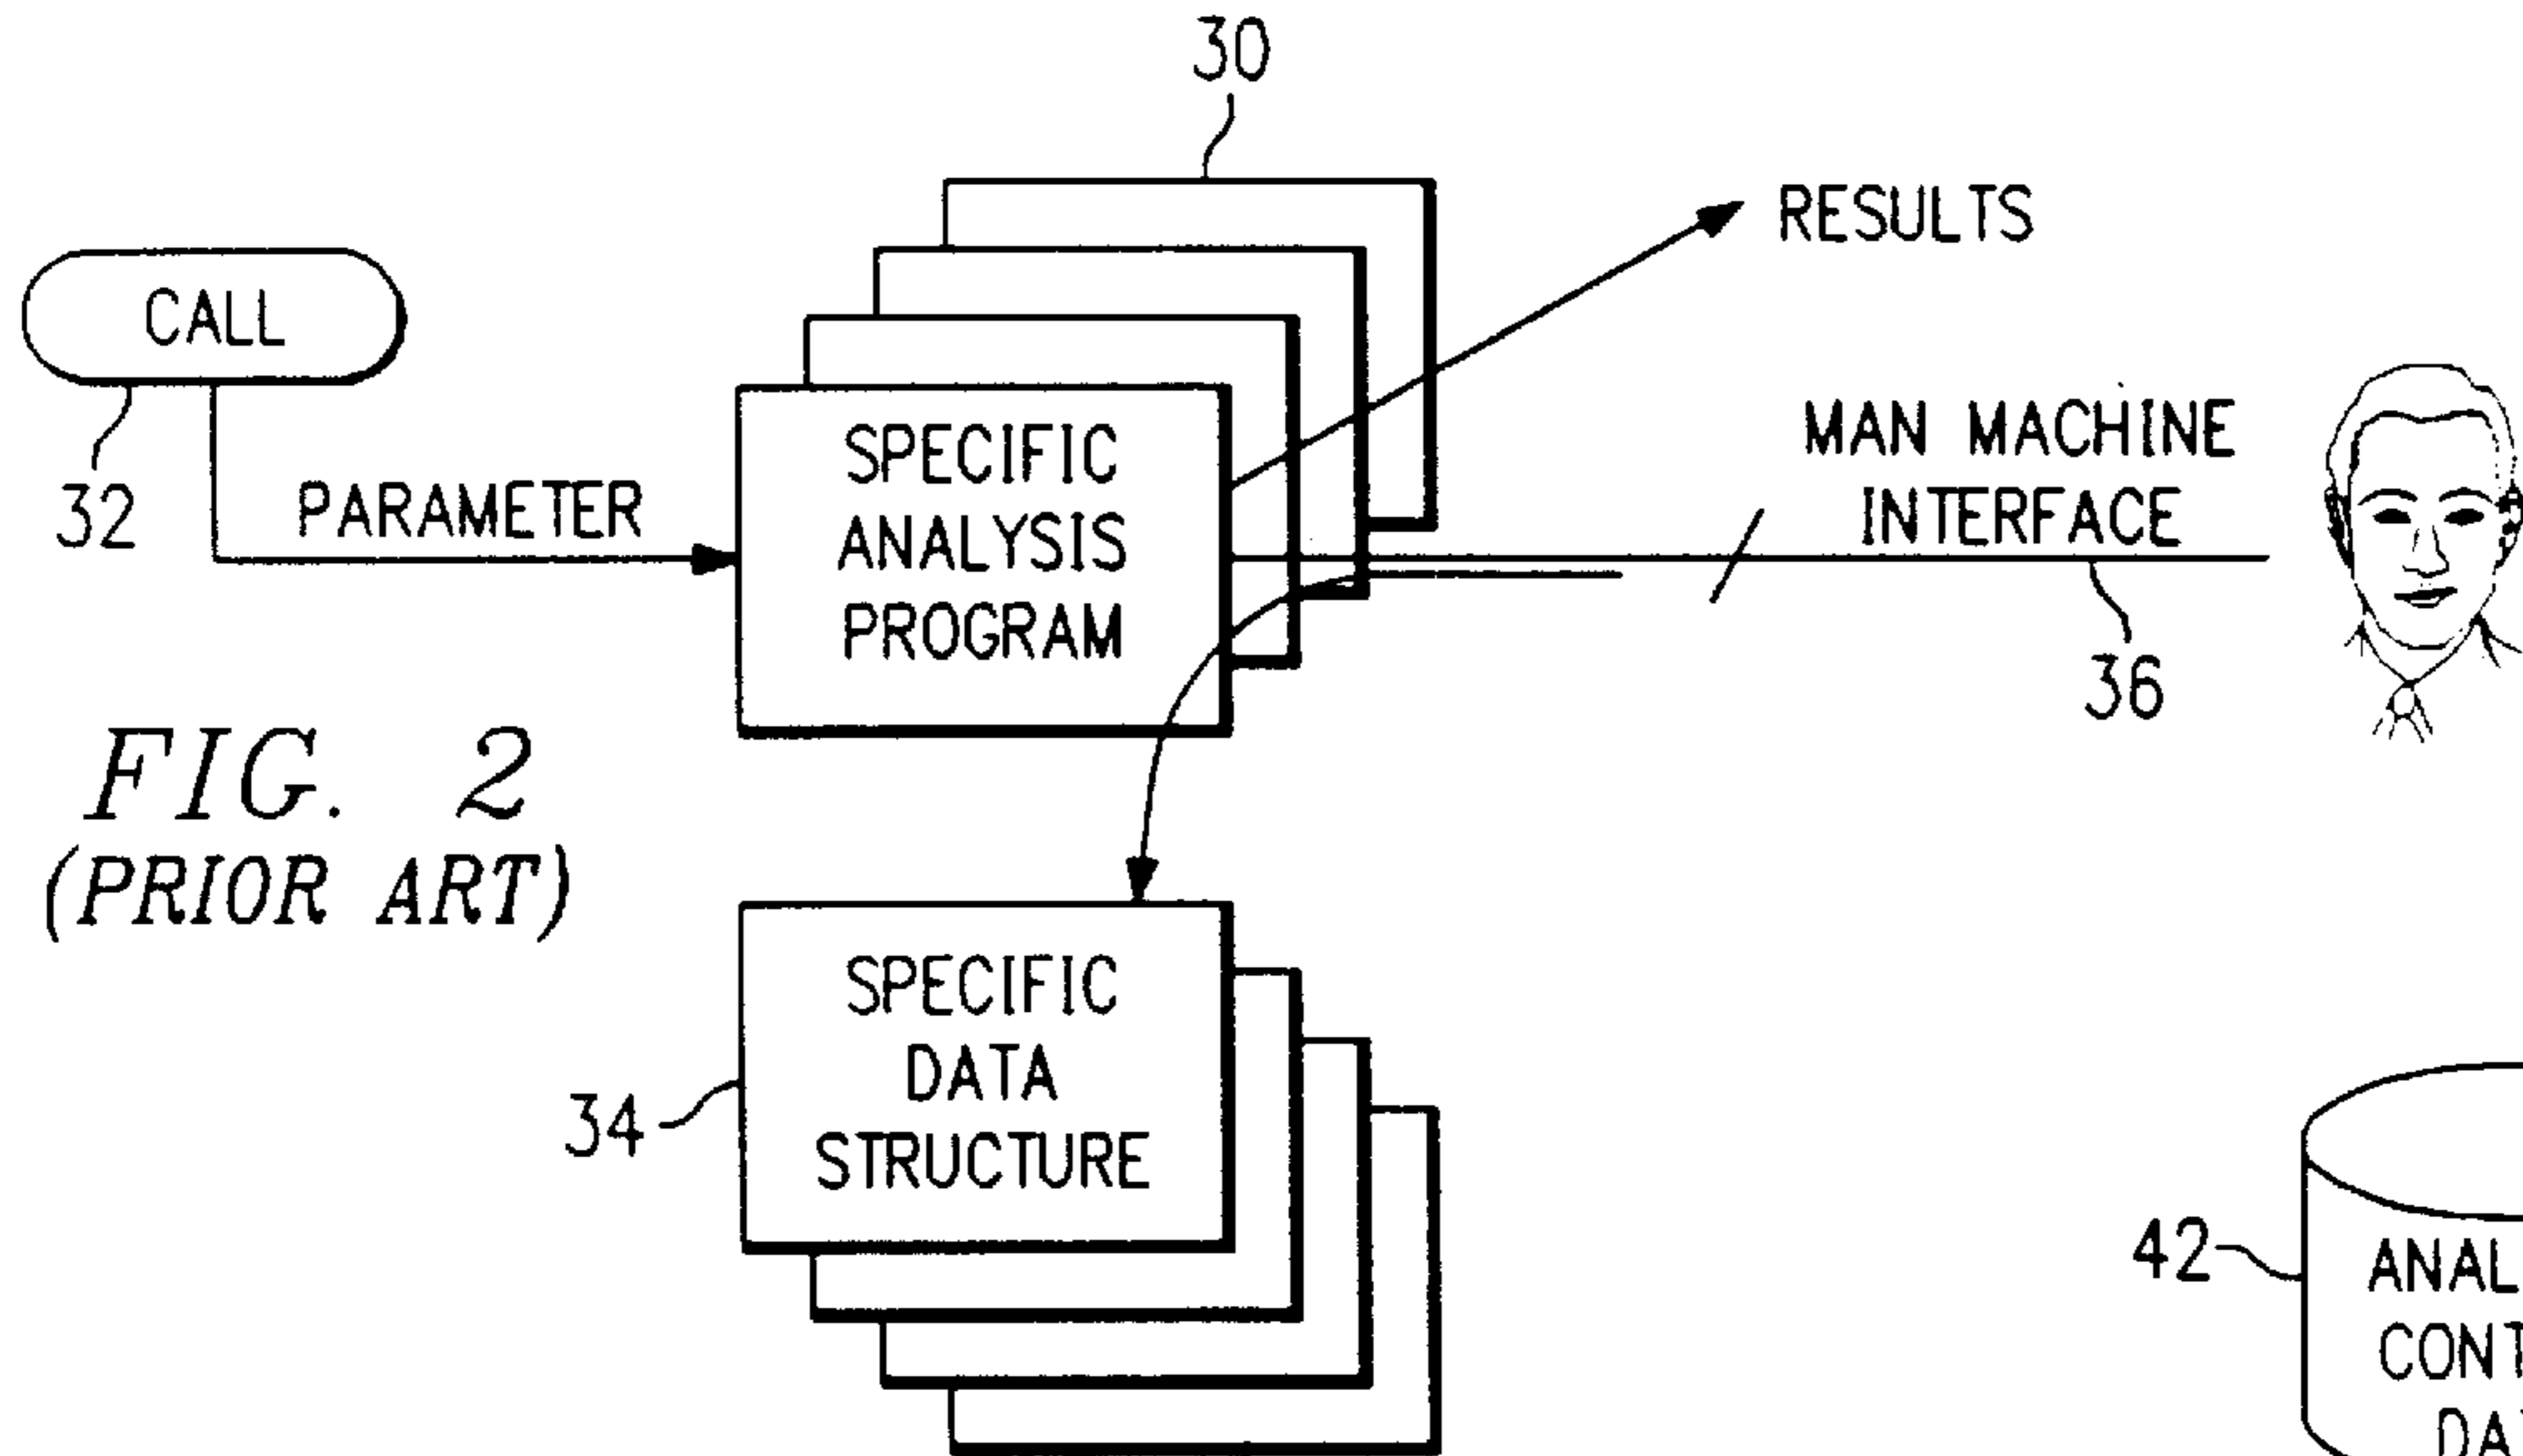 30
RESULTS
CALL
32
PARAMETER
SPECIFIC
ANALYSIS
PROGRAM
MAN MACHINE
INTERFACE
36
FIG. 2
(PRIOR ART)
SPECIFIC
DATA
STRUCTURE
34
42